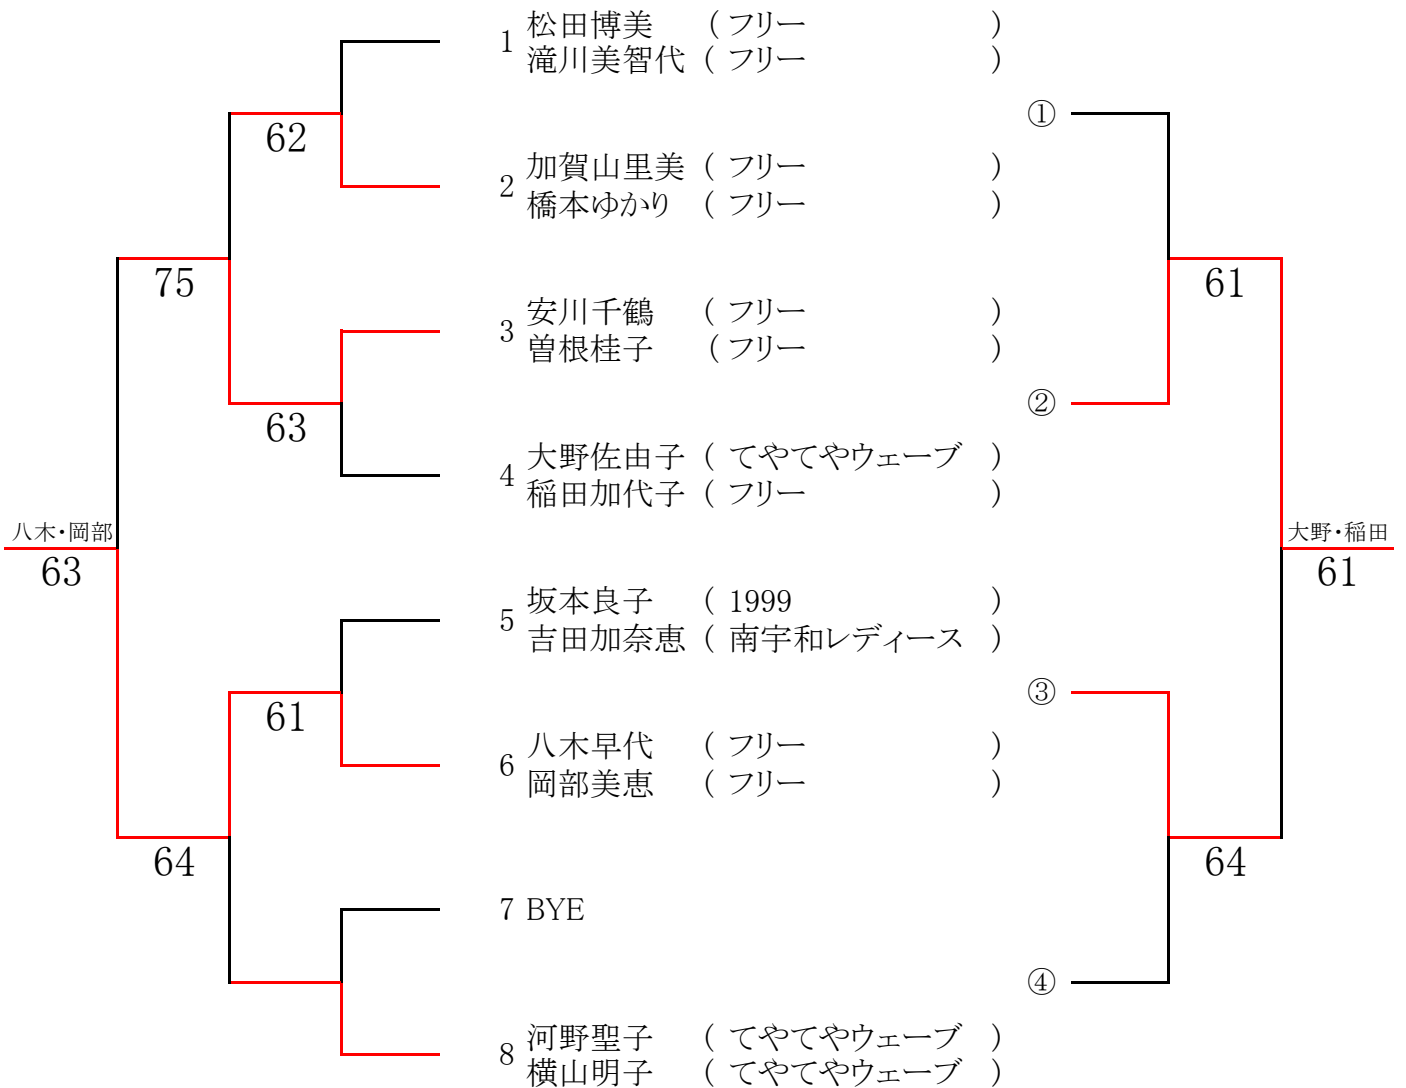 1 松田博美 ( フリー )
滝川美智代 ( フリー )
①
62
2 加賀山里美 ( フリー )
橋本ゆかり ( フリー )
75
61
3 安川千鶴 ( フリー )
曽根桂子 ( フリー )
②
63
4 大野佐由子 ( てやてやウェーブ )
稲田加代子 ( フリー )
八木・岡部
大野・稲田
63
61
5 坂本良子 ( 1999 )
吉田加奈恵 ( 南宇和レディース )
③
61
6 八木早代 ( フリー )
岡部美恵 ( フリー )
64
64
7 BYE
④
8 河野聖子 ( てやてやウェーブ )
横山明子 ( てやてやウェーブ )